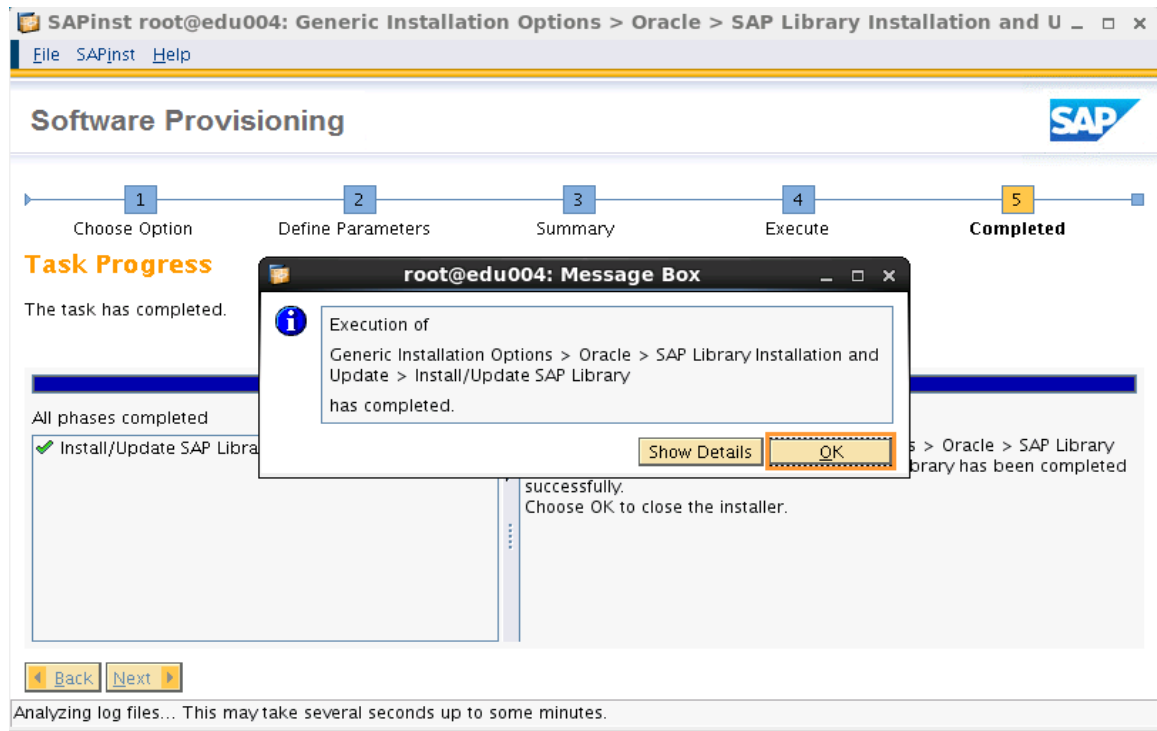 SAPinst root@edu004: Generic Installation Options > Oracle > SAP Library Installation and U
File SAPinst Help
Software Provisioning
SAP
1 2 3 4 5
Choose Option Define Parameters Summary Execute Completed
Task Progress
The task has completed.
root@edu004: Message Box
Execution of
Generic Installation Options > Oracle > SAP Library Installation and
Update > Install/Update SAP Library
has completed.
Show Details OK
All phases completed
Install/Update SAP Libra
> Oracle > SAP Library
has been completed
successfully.
Choose OK to close the installer.
Back Next
Analyzing log files... This may take several seconds up to some minutes.